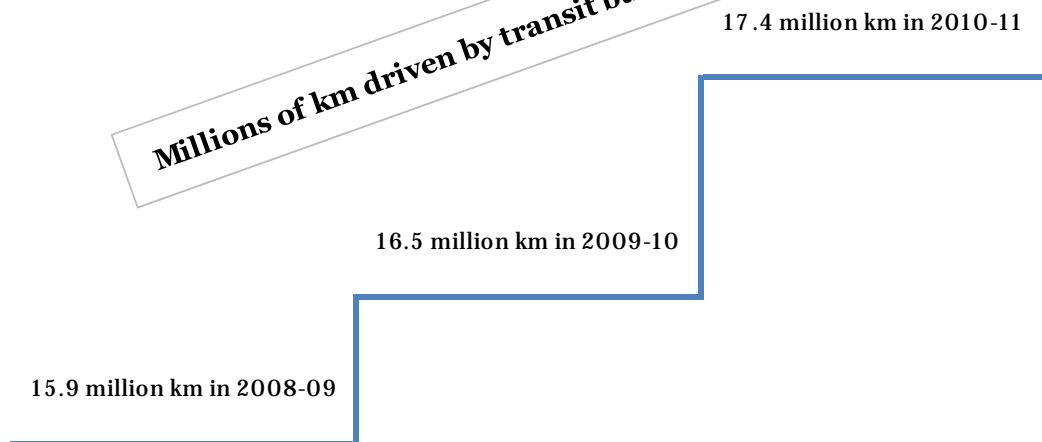 17.4 million km in 2010-11
Millions of km driven by transit
16.5 million km in 2009-10
15.9 million km in 2008-09